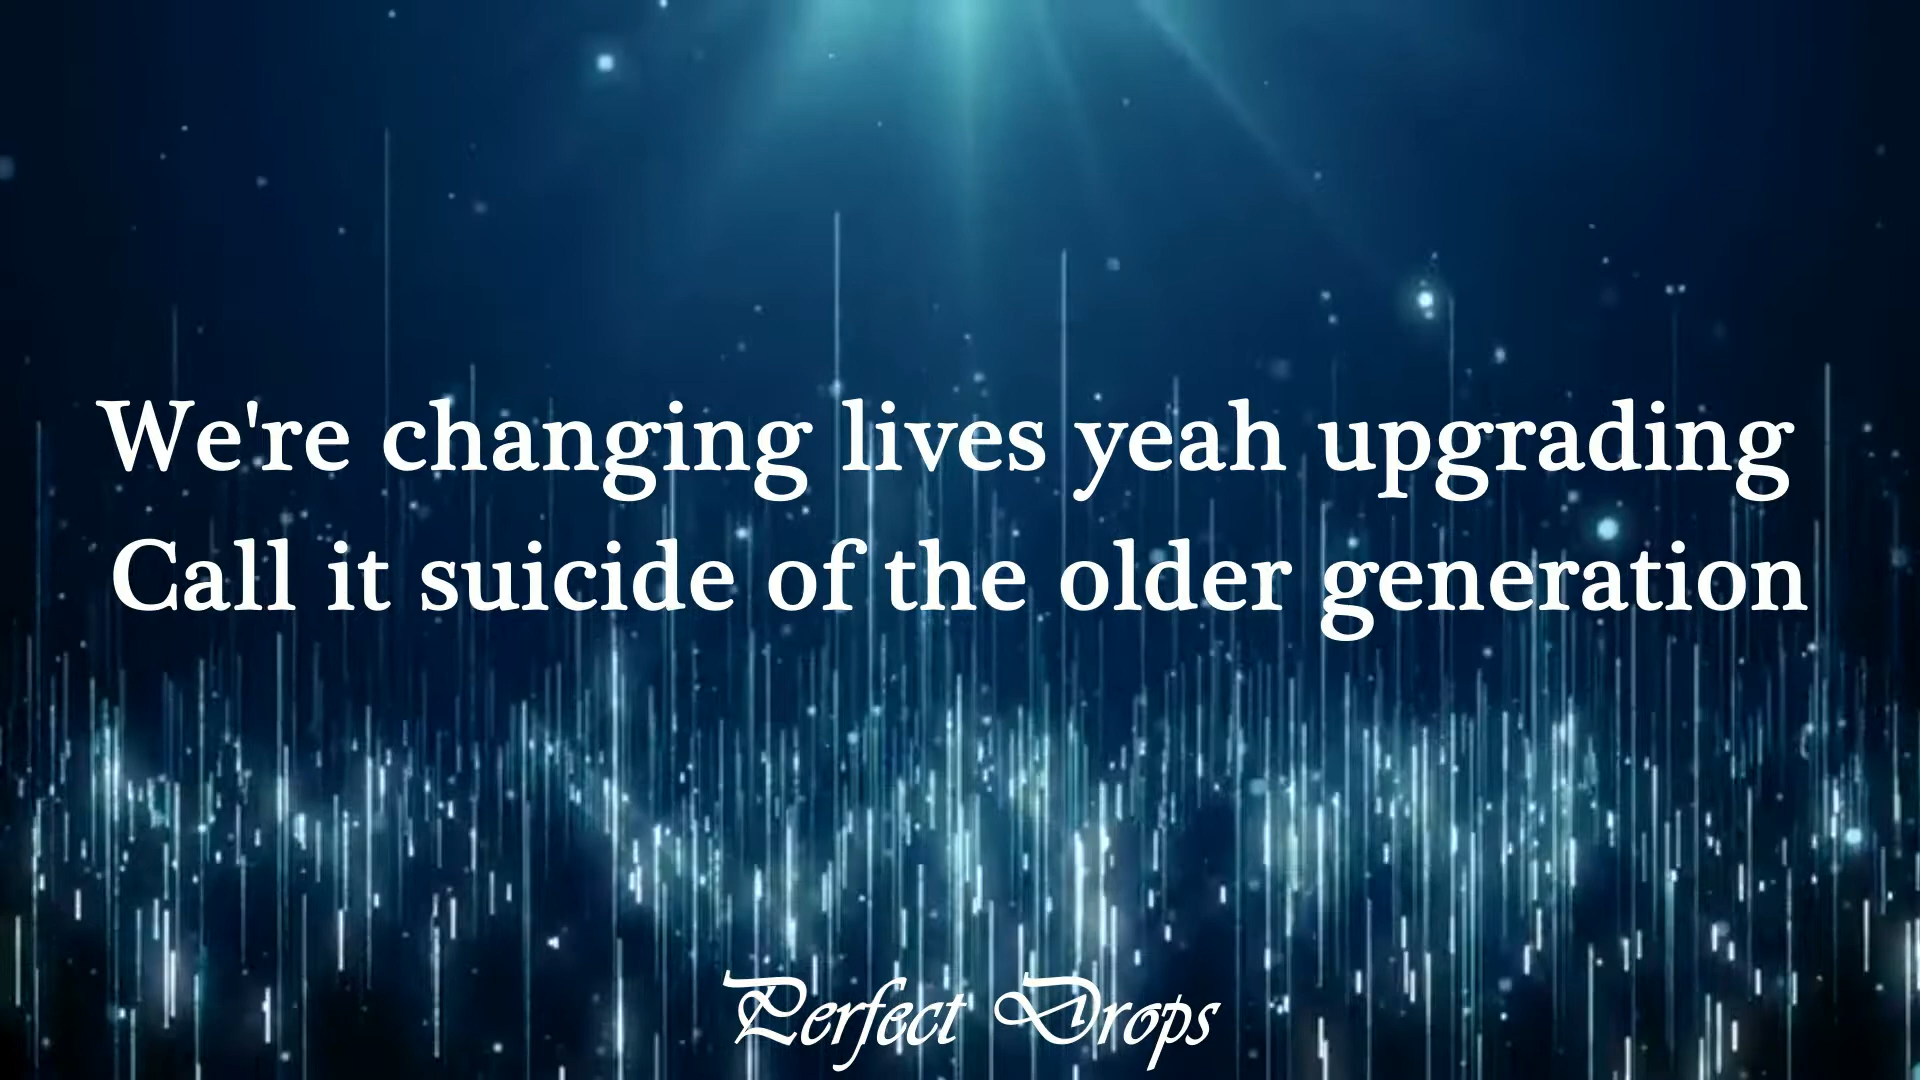 We're changing lives yeah upgrading
Call it suicide of the older generation
Perfect Drops